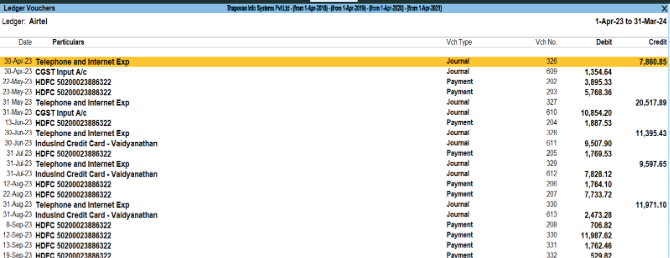 Ledger Vouchers Thaparan Info Systems Pvt Ltd - (from 1-Apr-2018) - (from 1-Apr-2019) - (from 1-Apr-2020) - (from 1-Apr-2021) X
Ledger: Airtel 1-Apr-23 to 31-Mar-24
Date Particulars Vch Type Vch No. Debit Credit
30-Apr-23 Telephone and Internet Exp Journal 326 7,860.85
30-Apr-23 CGST Input A/c Journal 609 1,354.64
22-May-23 HDFC 50200023886322 Payment 202 3,895.33
23-May-23 HDFC 50200023886322 Payment 203 5,768.36
31 May 23 Telephone and Internet Exp Journal 327 20,517.89
31-May-23 CGST Input A/c Journal 610 10,854.20
13-Jun-23 HDFC 50200023886322 Payment 204 1,887.53
30-Jun-23 Telephone and Internet Exp Journal 328 11,395.43
30-Jun-23 IndusInd Credit Card - Vaidyanathan Journal 611 9,507.90
31 Jul 23 HDFC 50200023886322 Payment 205 1,769.53
31-Jul-23 Telephone and Internet Exp Journal 329 9,597.65
31-Jul-23 IndusInd Credit Card - Vaidyanathan Journal 612 7,828.12
12-Aug-23 HDFC 50200023886322 Payment 206 1,764.10
22-Aug-23 HDFC 50200023886322 Payment 207 7,733.72
31-Aug-23 Telephone and Internet Exp Journal 330 11,971.10
31-Aug-23 IndusInd Credit Card - Vaidyanathan Journal 613 2,473.28
8-Sep-23 HDFC 50200023886322 Payment 208 706.82
12-Sep-23 HDFC 50200023886322 Payment 330 11,987.62
13-Sep-23 HDFC 50200023886322 Payment 331 1,762.46
19-Sep-23 HDFC 50200023886322 Payment 332 529.82